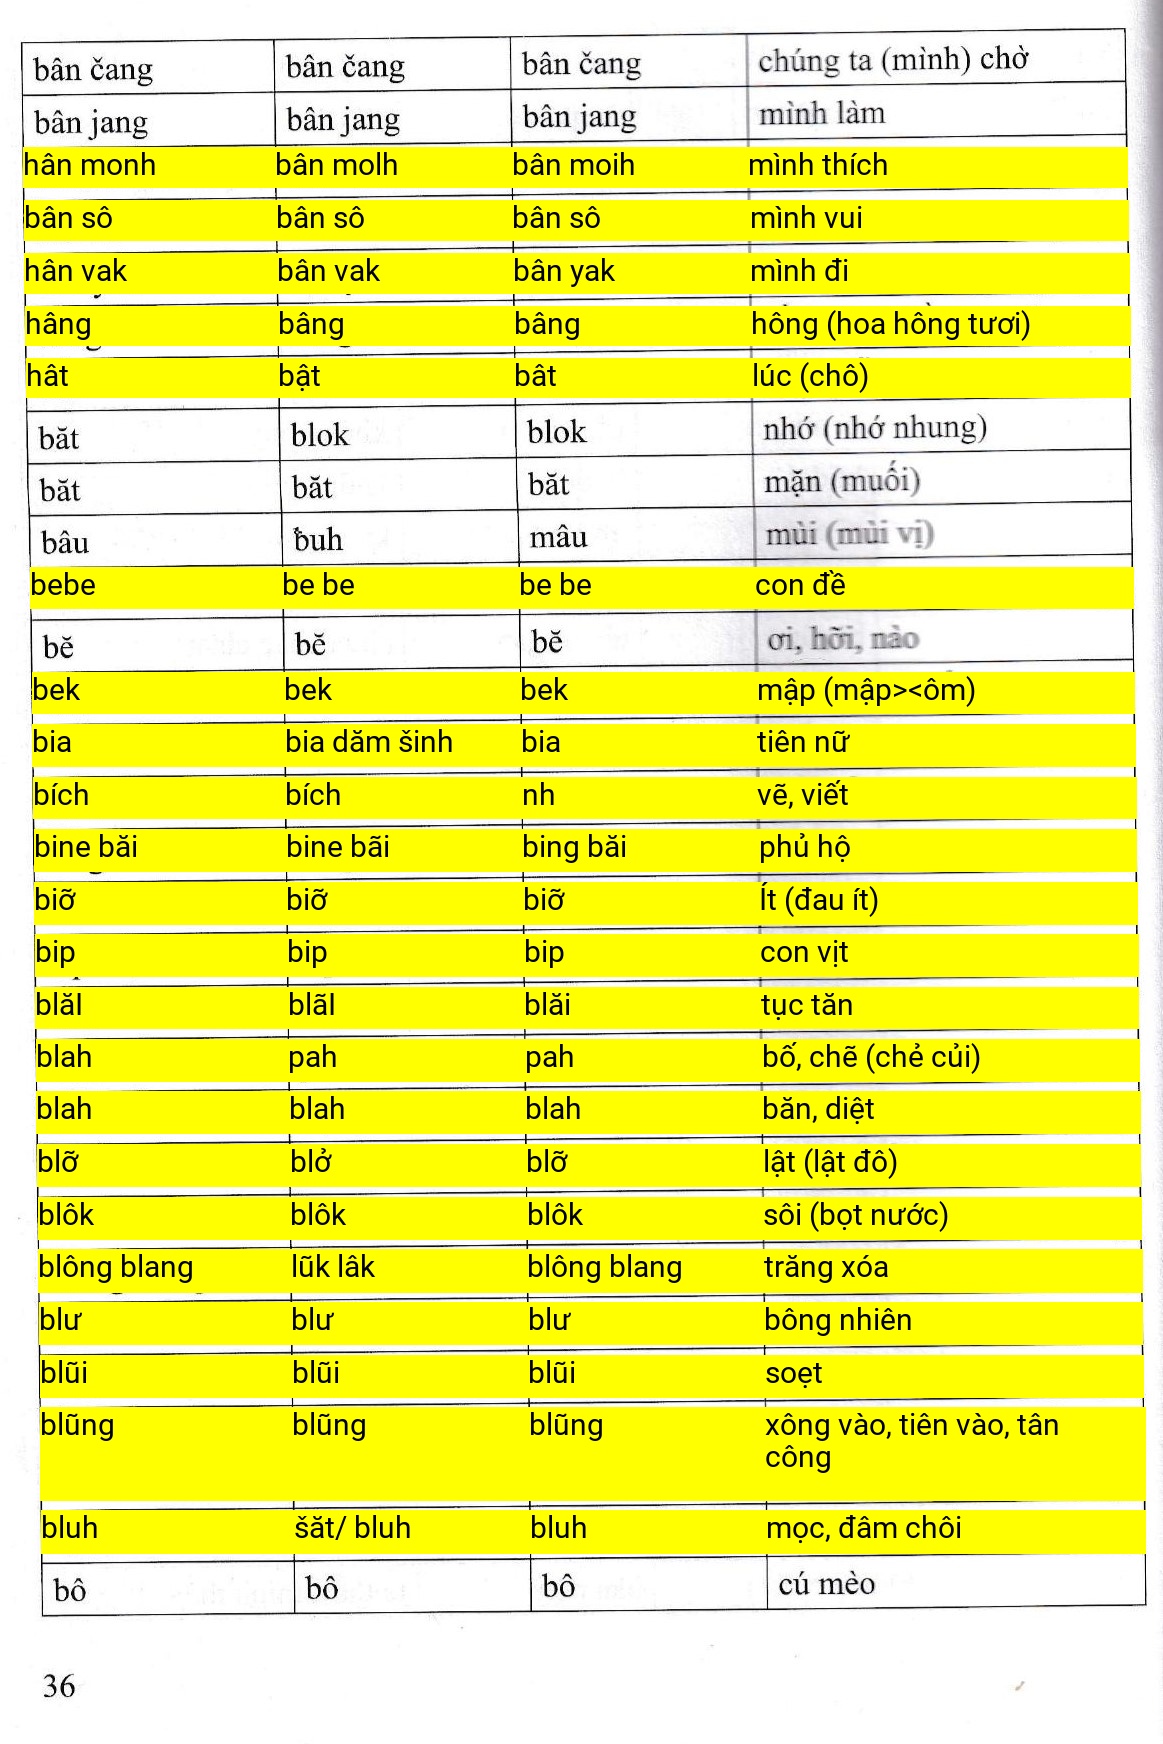 bân čang bân čang bân čang chúng ta (mình) chờ
bân jang bân jang bân jang mình làm
hân monh bân molh bân moih mình thích
bân sô bân sô bân sô mình vui
hân vak bân vak bân yak mình đi
hâng bâng bâng hông (hoa hồng tươi)
hât bật bât lúc (chô)
băt blok blok nhớ (nhớ nhung)
băt băt băt mặn (muối)
bâu ƀuh mâu mùi (mùi vị)
bebe be be be be con đề
bĕ bĕ bĕ ơi, hỡi, nào
bek bek bek mập (mập><ôm)
bia bia dăm šinh bia tiên nữ
bích bích nh vẽ, viết
bine băi bine bãi bing băi phủ hộ
biỡ biỡ biỡ Ít (đau ít)
bip bip bip con vịt
blăl blãl blăi tục tăn
blah pah pah bố, chẽ (chẻ củi)
blah blah blah băn, diệt
blỡ blở blỡ lật (lật đô)
blôk blôk blôk sôi (bọt nước)
blông blang lũk lâk blông blang trăng xóa
blư blư blư bông nhiên
blũi blũi blũi soẹt
blũng blũng blũng xông vào, tiên vào, tân
công
bluh šăt/ bluh bluh mọc, đâm chôi
bô bô bô cú mèo
36